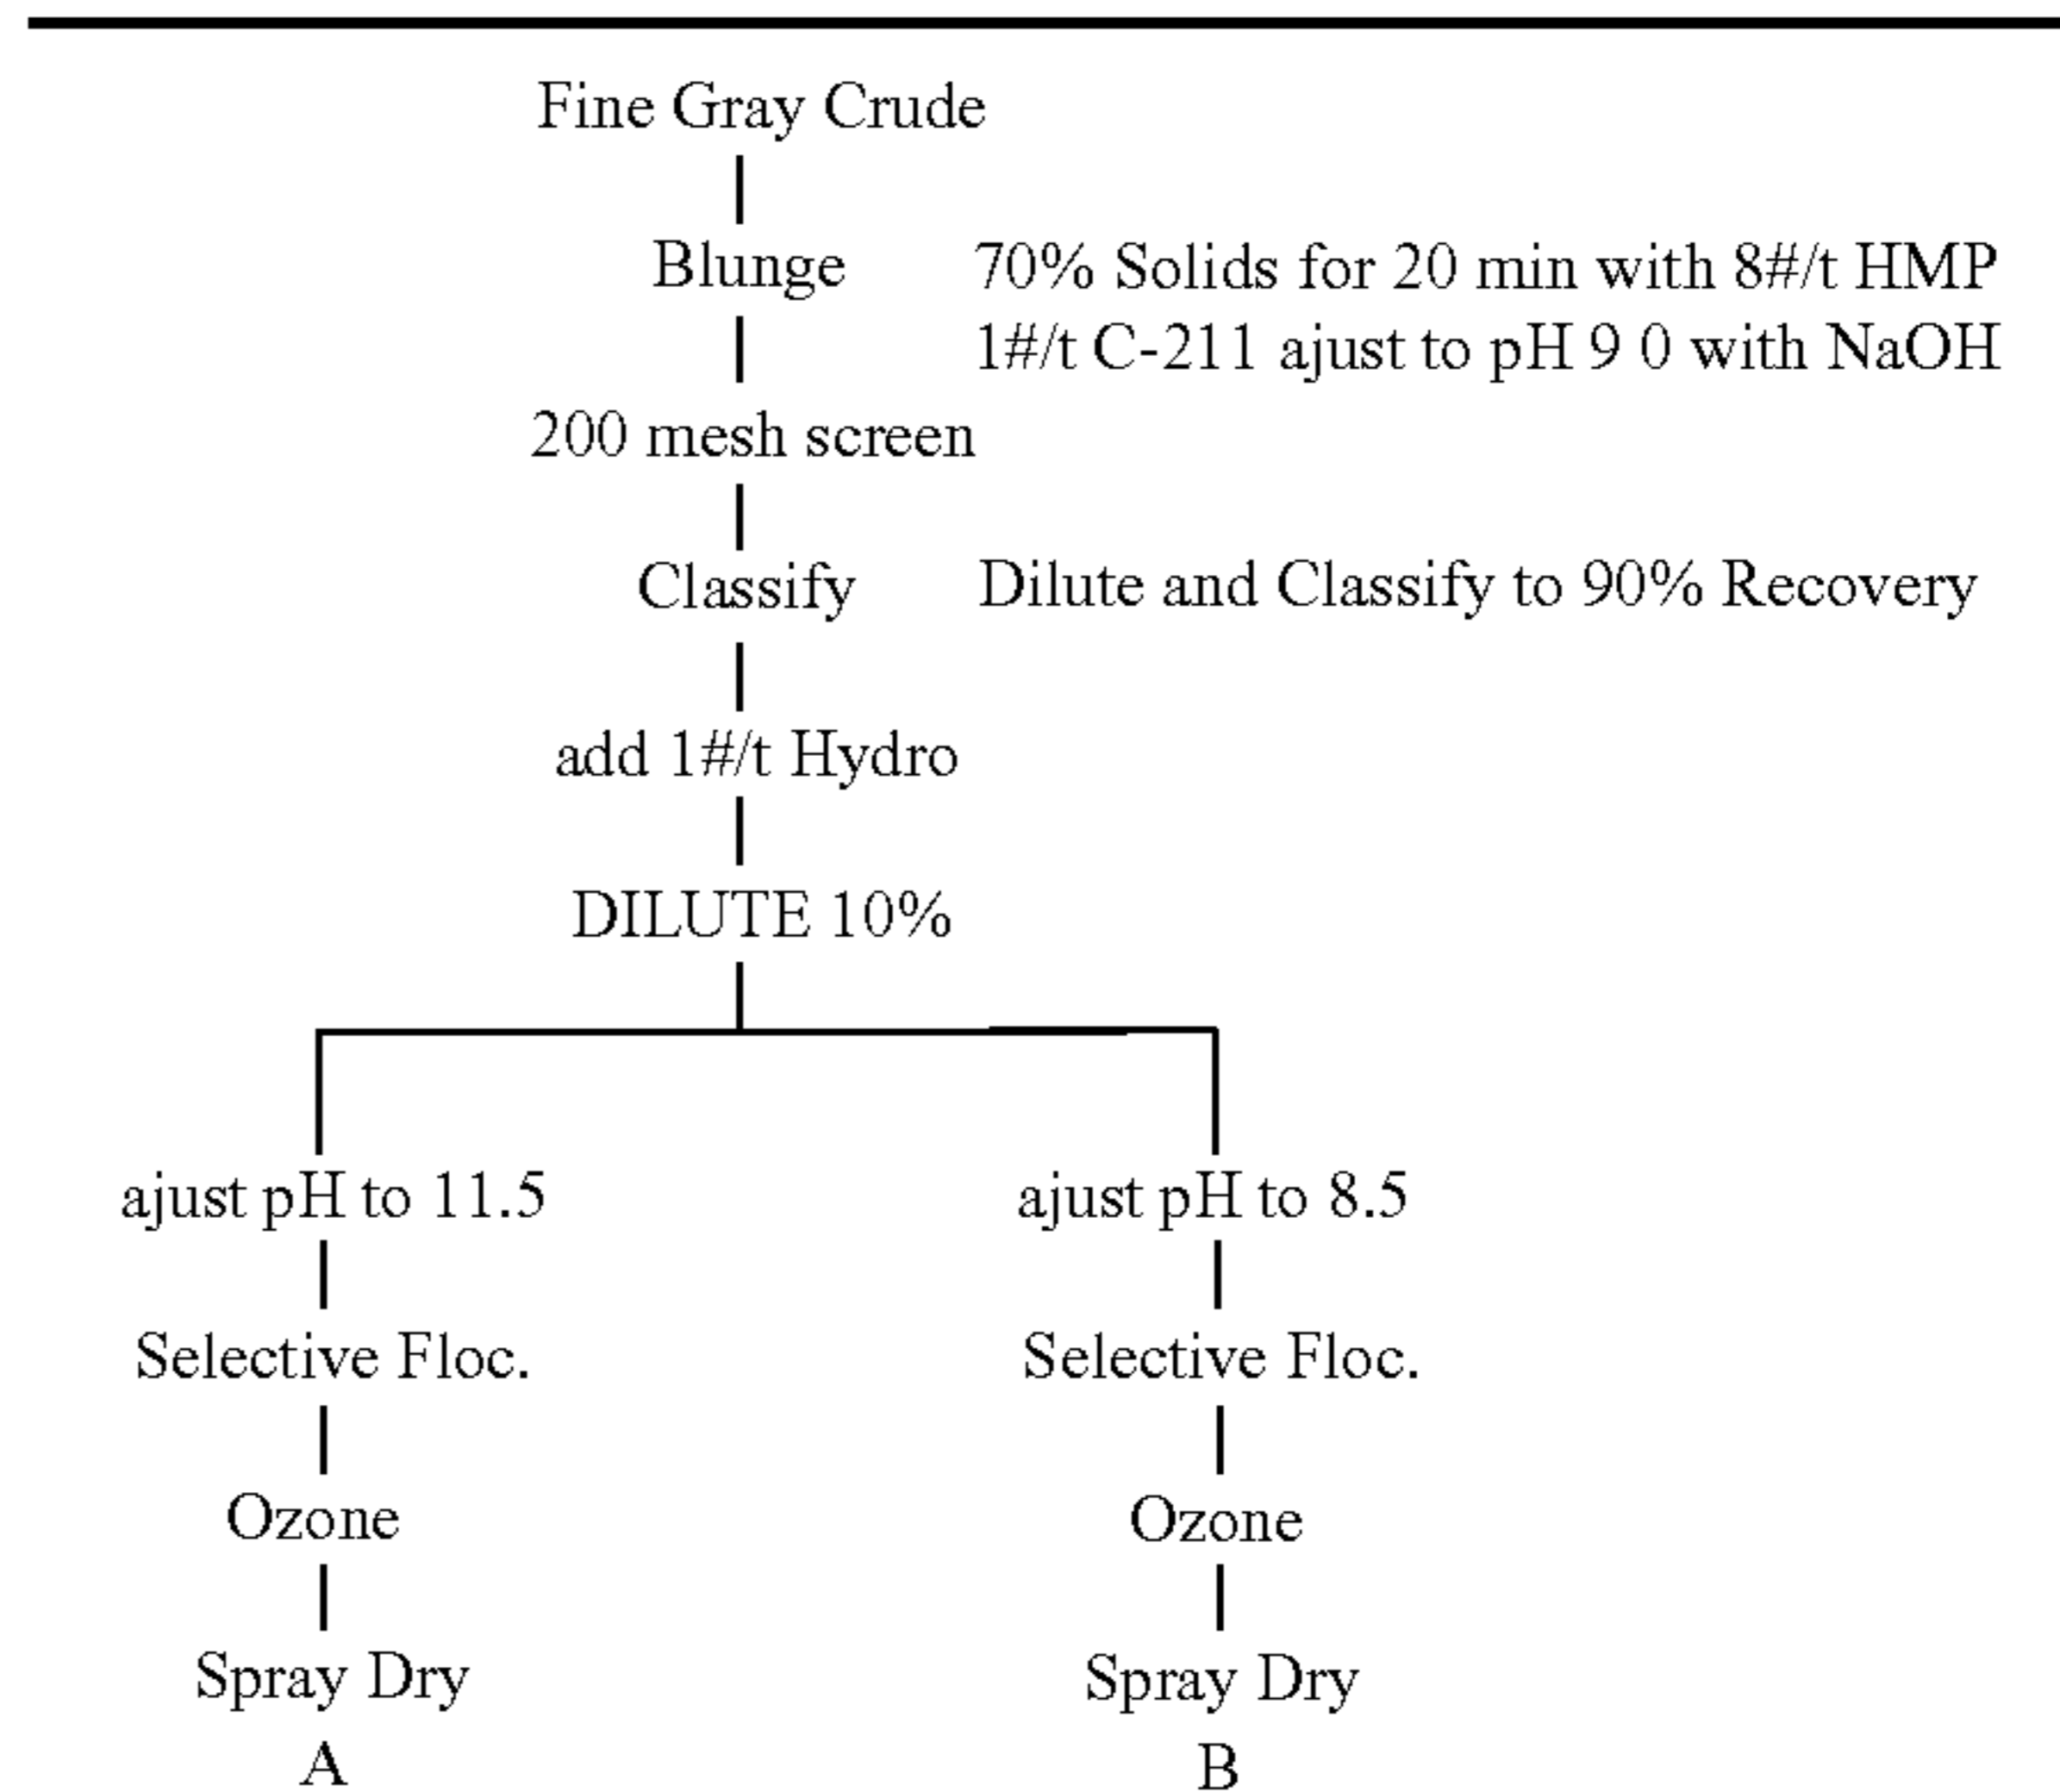 Fine Gray Crude
Blunge
70% Solids for 20 min with 8#/t HMP
1#/t C-211 ajust to pH 9 0 with NaOH
200 mesh screen
Classify
Dilute and Classify to 90% Recovery
add 1#/t Hydro
DILUTE 10%
ajust pH to 11.5
ajust pH to 8.5
Selective Floc.
Selective Floc.
Ozone
Ozone
Spray Dry
Spray Dry
A
B